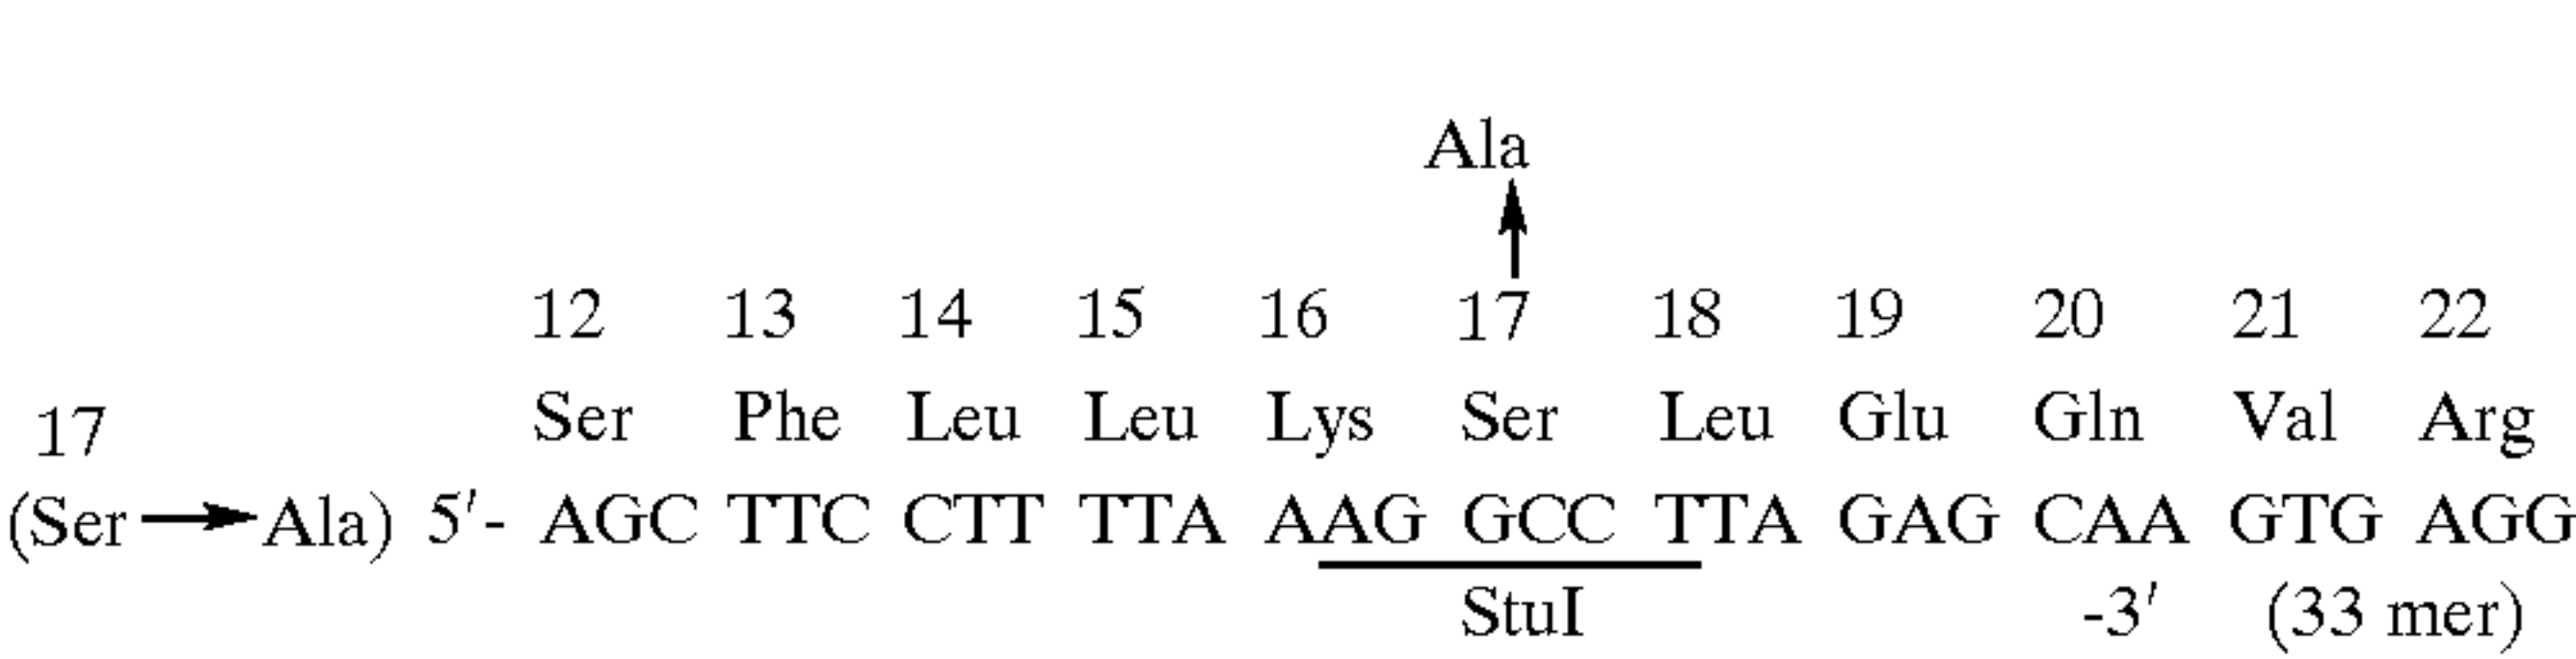 Ala
12 13 14 15 16 17 18 19 20 21 22
17 Ser Phe Leu Leu Lys Ser Leu Glu Gln Val Arg
(Ser → Ala) 5′- AGC TTC CTT TTA AAG GCC TTA GAG CAA GTG AGG
StuI -3′ (33 mer)